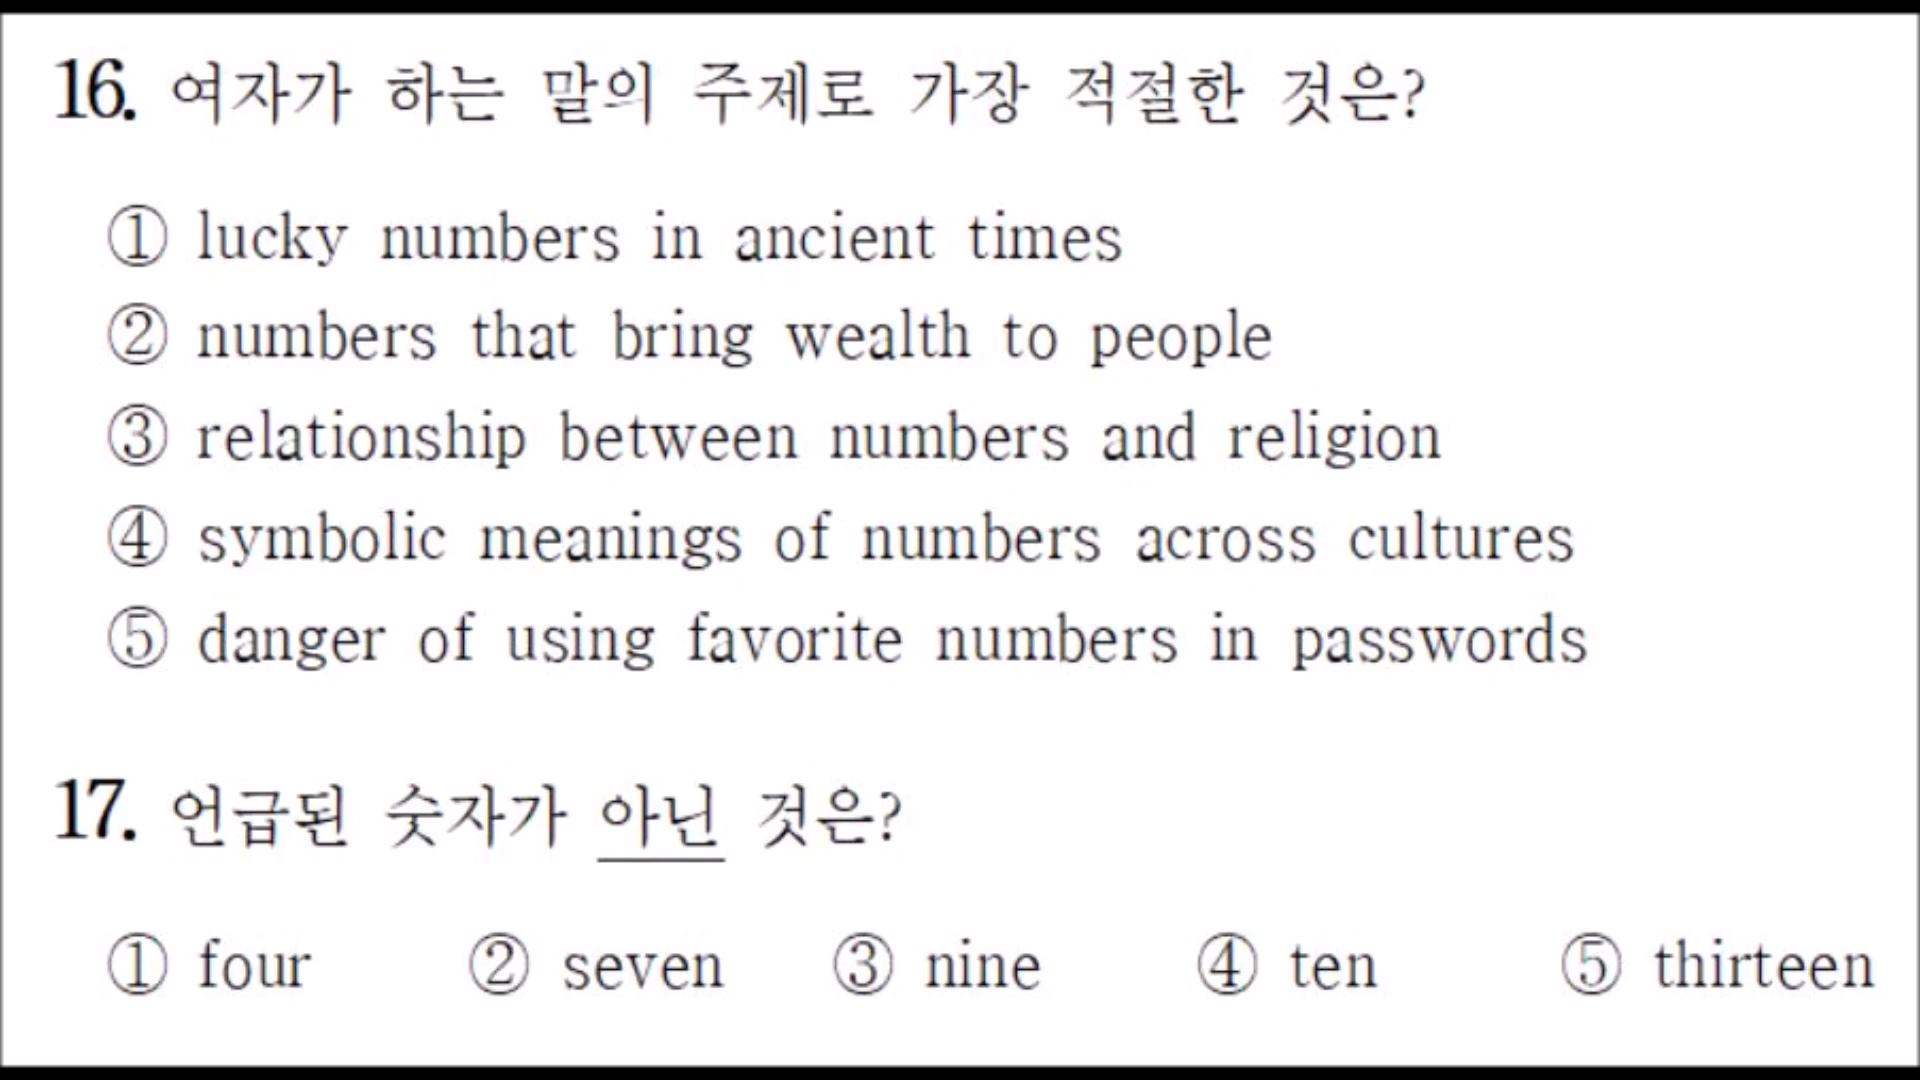 16. 여자가 하는 말의 주제로 가장 적절한 것은?
① lucky numbers in ancient times
② numbers that bring wealth to people
③ relationship between numbers and religion
④ symbolic meanings of numbers across cultures
⑤ danger of using favorite numbers in passwords
17. 언급된 숫자가 아닌 것은?
① four ② seven ③ nine ④ ten ⑤ thirteen